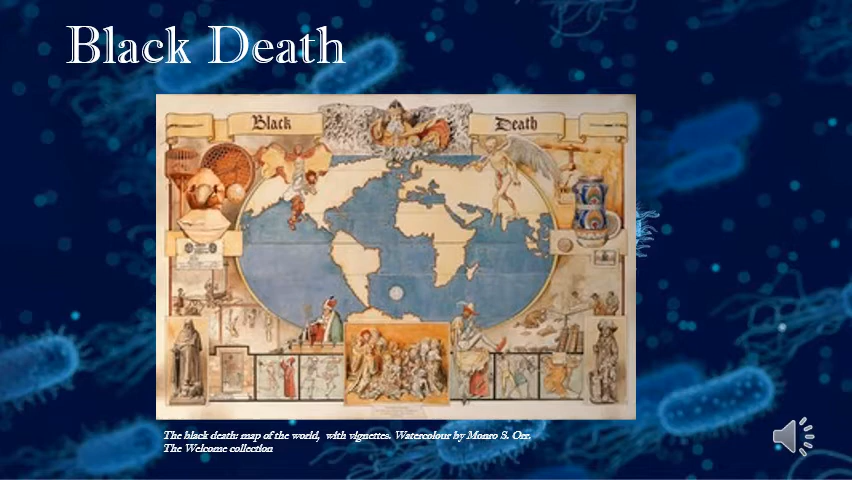 Black Death
Black
Death
The black death: map of the world, with vignettes. Watercolour by Monro S. Orr.
The Welcome collection